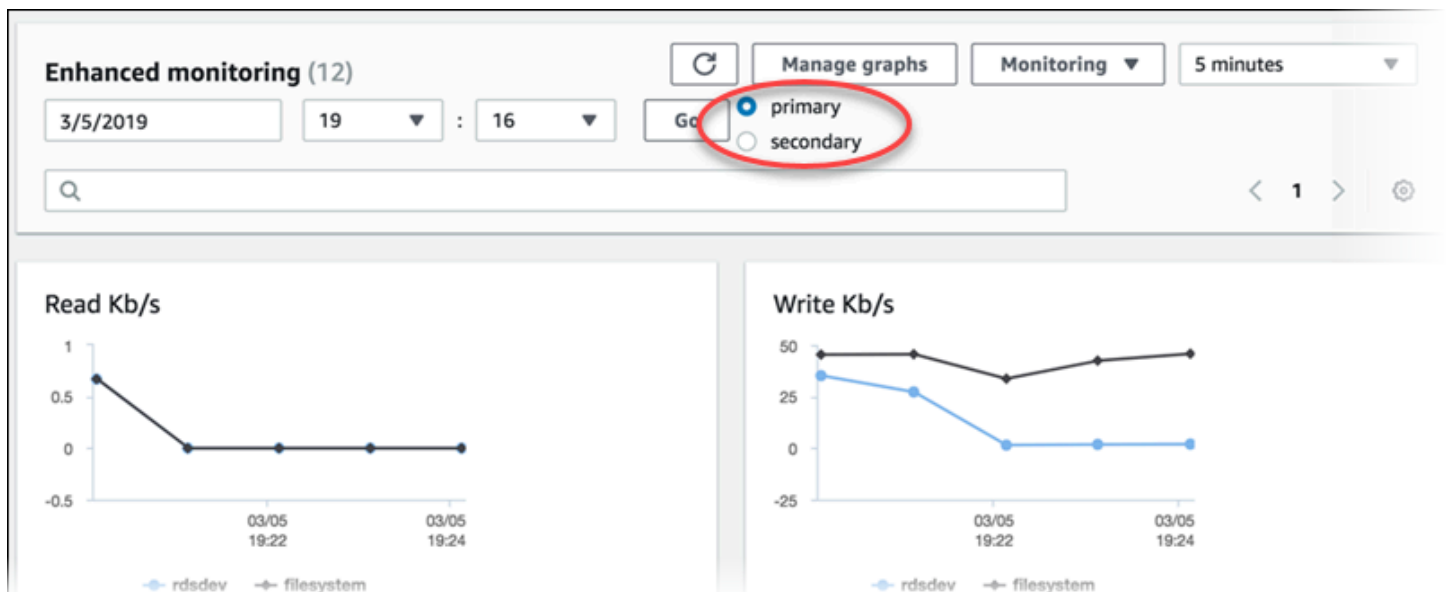 Enhanced monitoring (12)
Manage graphs
Monitoring
5 minutes
3/5/2019
19 : 16
Go
primary
secondary
1
Read Kb/s
1
0.5
0
-0.5
03/05
19:22
03/05
19:24
rdsdev
filesystem
Write Kb/s
50
25
0
-25
03/05
19:22
03/05
19:24
rdsdev
filesystem